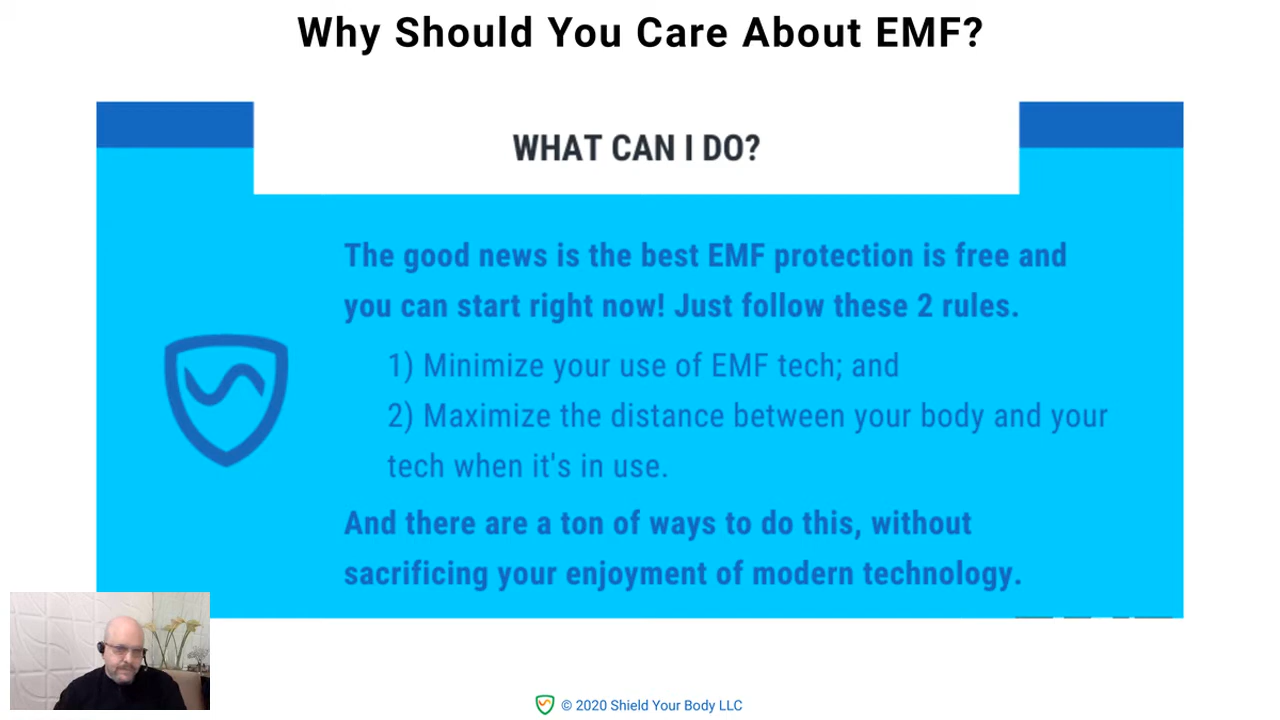 Why Should You Care About EMF?
WHAT CAN I DO?
The good news is the best EMF protection is free and
you can start right now! Just follow these 2 rules.
1) Minimize your use of EMF tech; and
2) Maximize the distance between your body and your
tech when it's in use.
And there are a ton of ways to do this, without
sacrificing your enjoyment of modern technology.
© 2020 Shield Your Body LLC